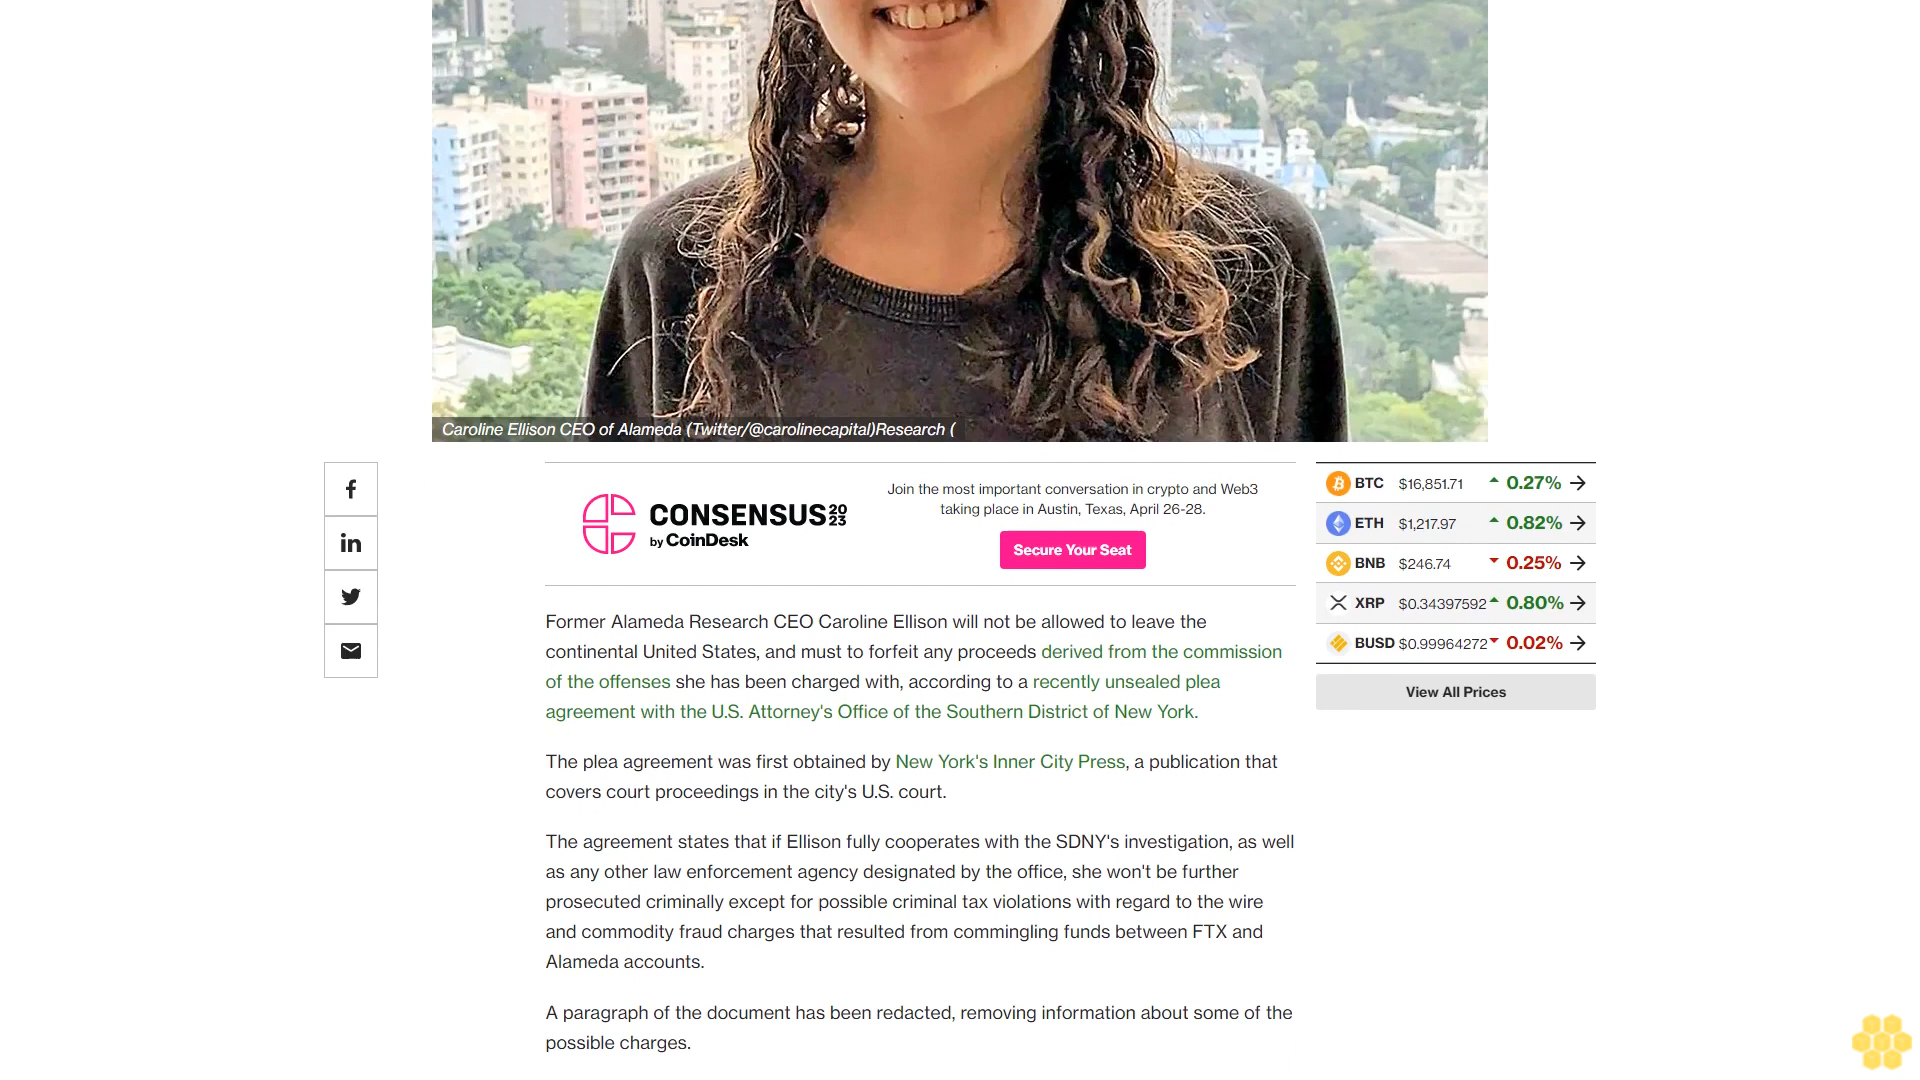 Caroline Ellison CEO of Alameda (Twitter/@carolinecapital)Research (
f
in
CONSENSUS 2023
by CoinDesk
Join the most important conversation in crypto and Web3
taking place in Austin, Texas, April 26-28.
Secure Your Seat
BTC $16,851.71 0.27%
ETH $1,217.97 0.82%
BNB $246.74 0.25%
XRP $0.34397592 0.80%
BUSD $0.99964272 0.02%
View All Prices
Former Alameda Research CEO Caroline Ellison will not be allowed to leave the
continental United States, and must to forfeit any proceeds derived from the commission
of the offenses she has been charged with, according to a recently unsealed plea
agreement with the U.S. Attorney's Office of the Southern District of New York.
The plea agreement was first obtained by New York's Inner City Press, a publication that
covers court proceedings in the city's U.S. court.
The agreement states that if Ellison fully cooperates with the SDNY's investigation, as well
as any other law enforcement agency designated by the office, she won't be further
prosecuted criminally except for possible criminal tax violations with regard to the wire
and commodity fraud charges that resulted from commingling funds between FTX and
Alameda accounts.
A paragraph of the document has been redacted, removing information about some of the
possible charges.